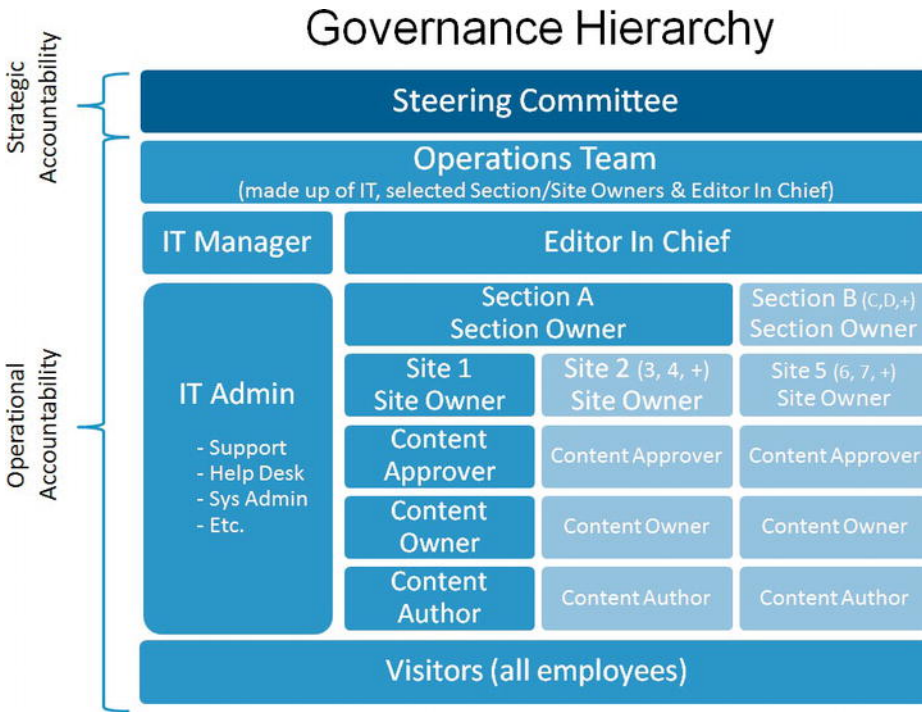 Governance Hierarchy
Strategic
Accountability
Steering Committee
Operational
Accountability
Operations Team
(made up of IT, selected Section/Site Owners & Editor In Chief)
IT Manager
Editor In Chief
IT Admin
- Support
- Help Desk
- Sys Admin
- Etc.
Section A
Section Owner
Section B (C,D,+)
Section Owner
Site 1
Site Owner
Site 2 (3, 4, +)
Site Owner
Site 5 (6, 7, +)
Site Owner
Content
Approver
Content Approver
Content Approver
Content
Owner
Content Owner
Content Owner
Content
Author
Content Author
Content Author
Visitors (all employees)